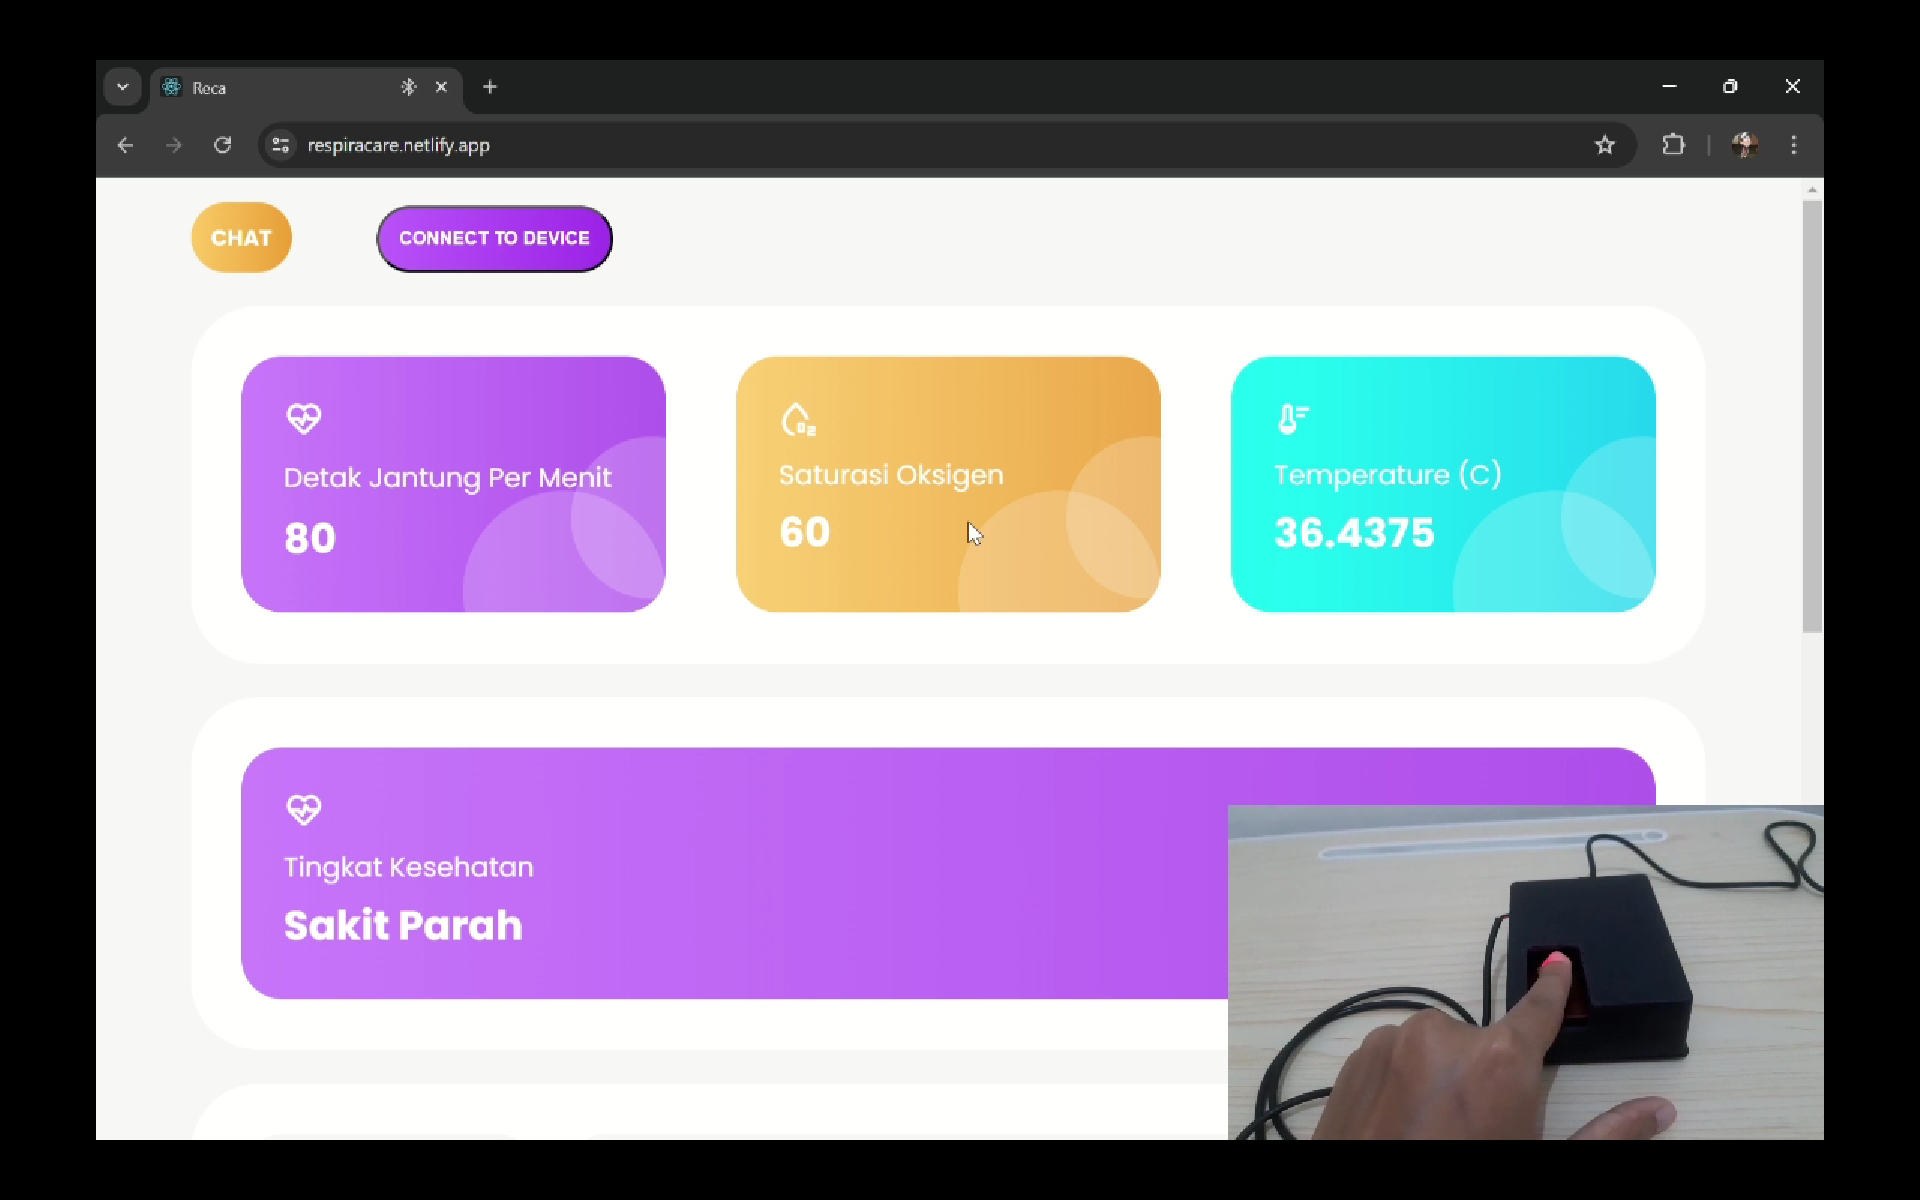 Reca
respiracare.netlify.app
CHAT
CONNECT TO DEVICE
Detak Jantung Per Menit
80
Saturasi Oksigen
60
Temperature (C)
36.4375
Tingkat Kesehatan
Sakit Parah